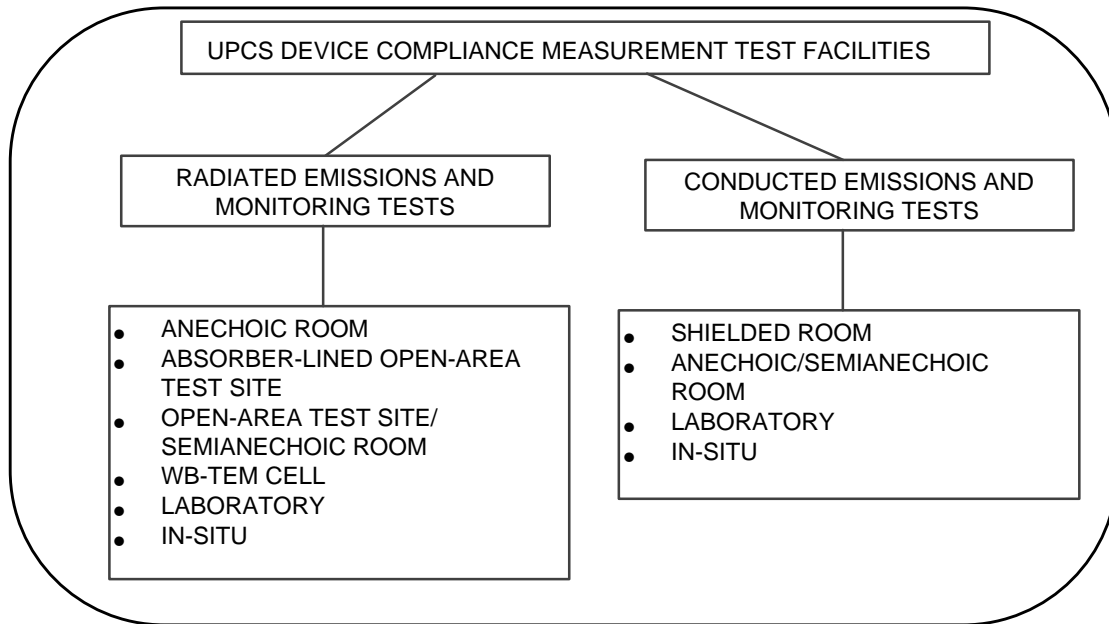 UPCS DEVICE COMPLIANCE MEASUREMENT TEST FACILITIES
RADIATED EMISSIONS AND
MONITORING TESTS
CONDUCTED EMISSIONS AND
MONITORING TESTS
● ANECHOIC ROOM
● ABSORBER-LINED OPEN-AREA
TEST SITE
● OPEN-AREA TEST SITE/
SEMIANECHOIC ROOM
● WB-TEM CELL
● LABORATORY
● IN-SITU
● SHIELDED ROOM
● ANECHOIC/SEMIANECHOIC
ROOM
● LABORATORY
● IN-SITU